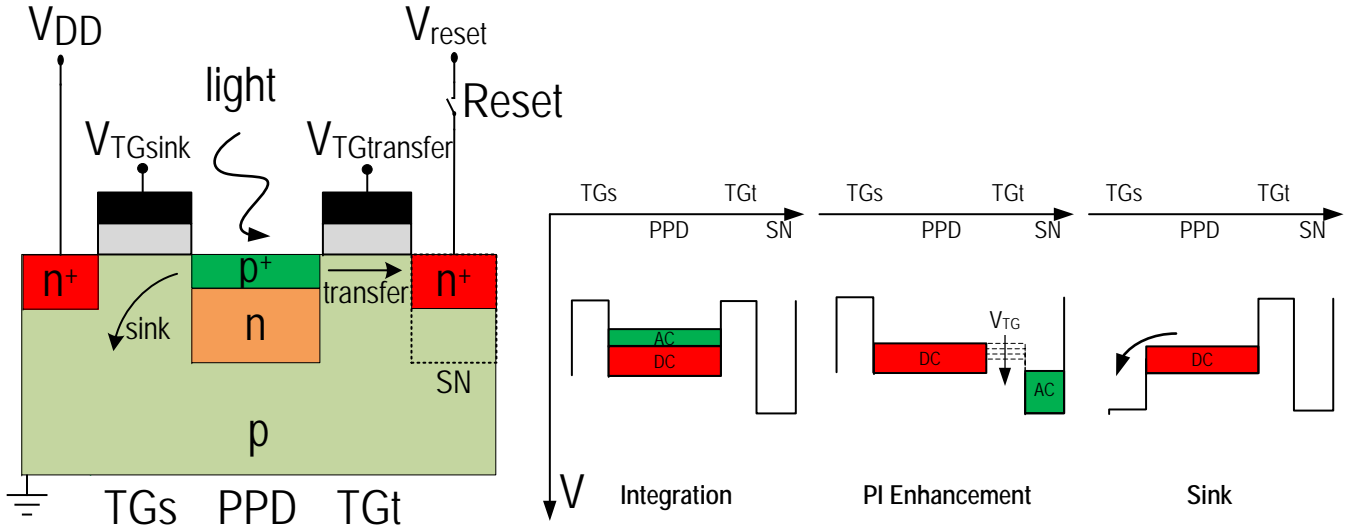 VDD
Vreset
light
Reset
VTGsink
VTGtransfer
n+
p+
n+
transfer
sink
n
SN
p
TGs PPD TGt
TGs TGt
PPD SN
AC
DC
Integration
TGs TGt
PPD SN
VTG
DC
AC
PI Enhancement
TGs TGt
PPD SN
DC
Sink
V